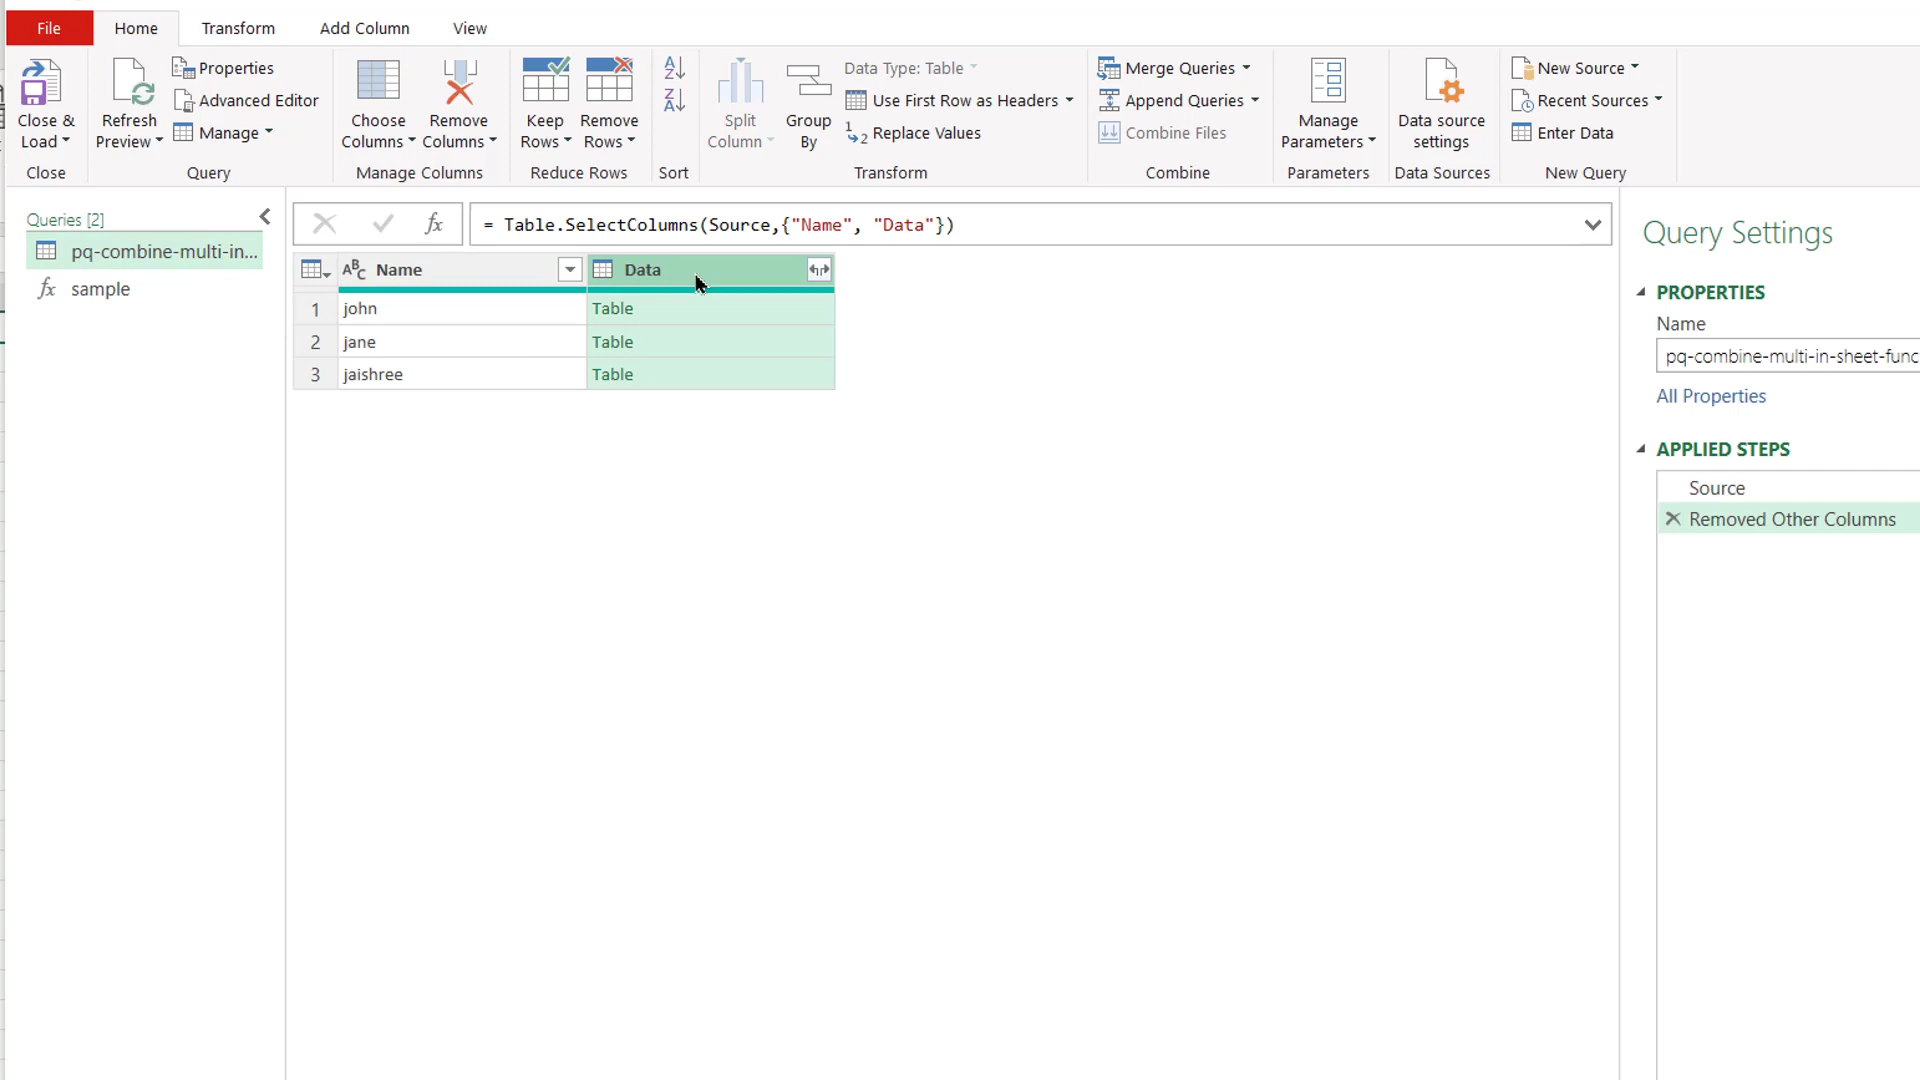 File Home Transform Add Column View
Close & Load
Refresh Preview
Properties
Advanced Editor
Manage
Choose Columns
Remove Columns
Keep Rows
Remove Rows
Split Column
Group By
Data Type: Table
Use First Row as Headers
Replace Values
Merge Queries
Append Queries
Combine Files
Manage Parameters
Data source settings
New Source
Recent Sources
Enter Data
Close Query Manage Columns Reduce Rows Sort Transform Combine Parameters Data Sources New Query
Queries [2]
pq-combine-multi-in...
fx sample
fx = Table.SelectColumns(Source,{"Name", "Data"})
Name Data
1 john Table
2 jane Table
3 jaishree Table
Query Settings
PROPERTIES
Name
pq-combine-multi-in-sheet-func
All Properties
APPLIED STEPS
Source
Removed Other Columns